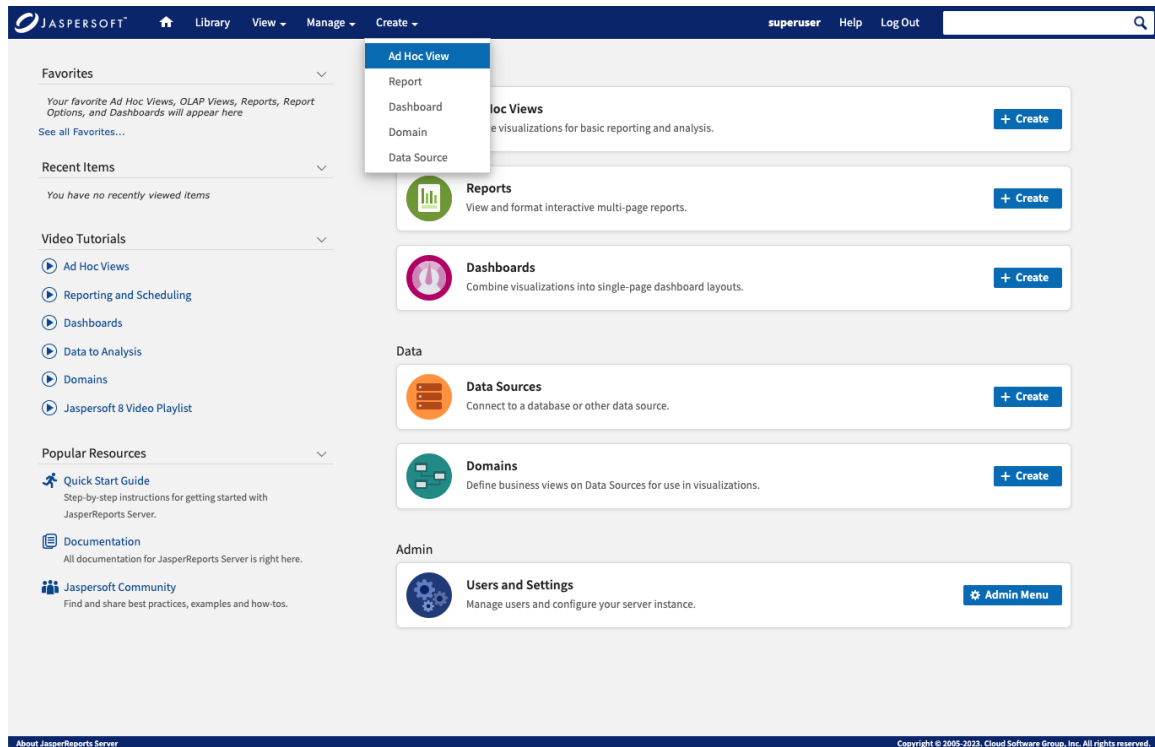 JASPERSOFT™ Library View Manage Create superuser Help Log Out
Ad Hoc View
Report
Dashboard
Domain
Data Source
Favorites
Your favorite Ad Hoc Views, OLAP Views, Reports, Report
Options, and Dashboards will appear here
See all Favorites...
Recent Items
You have no recently viewed items
Video Tutorials
Ad Hoc Views
Reporting and Scheduling
Dashboards
Data to Analysis
Domains
Jaspersoft 8 Video Playlist
Popular Resources
Quick Start Guide
Step-by-step instructions for getting started with
JasperReports Server.
Documentation
All documentation for JasperReports Server is right here.
Jaspersoft Community
Find and share best practices, examples and how-tos.
Hoc Views
visualizations for basic reporting and analysis.
+ Create
Reports
View and format interactive multi-page reports.
+ Create
Dashboards
Combine visualizations into single-page dashboard layouts.
+ Create
Data
Data Sources
Connect to a database or other data source.
+ Create
Domains
Define business views on Data Sources for use in visualizations.
+ Create
Admin
Users and Settings
Manage users and configure your server instance.
Admin Menu
About JasperReports Server Copyright © 2005-2023. Cloud Software Group, Inc. All rights reserved.